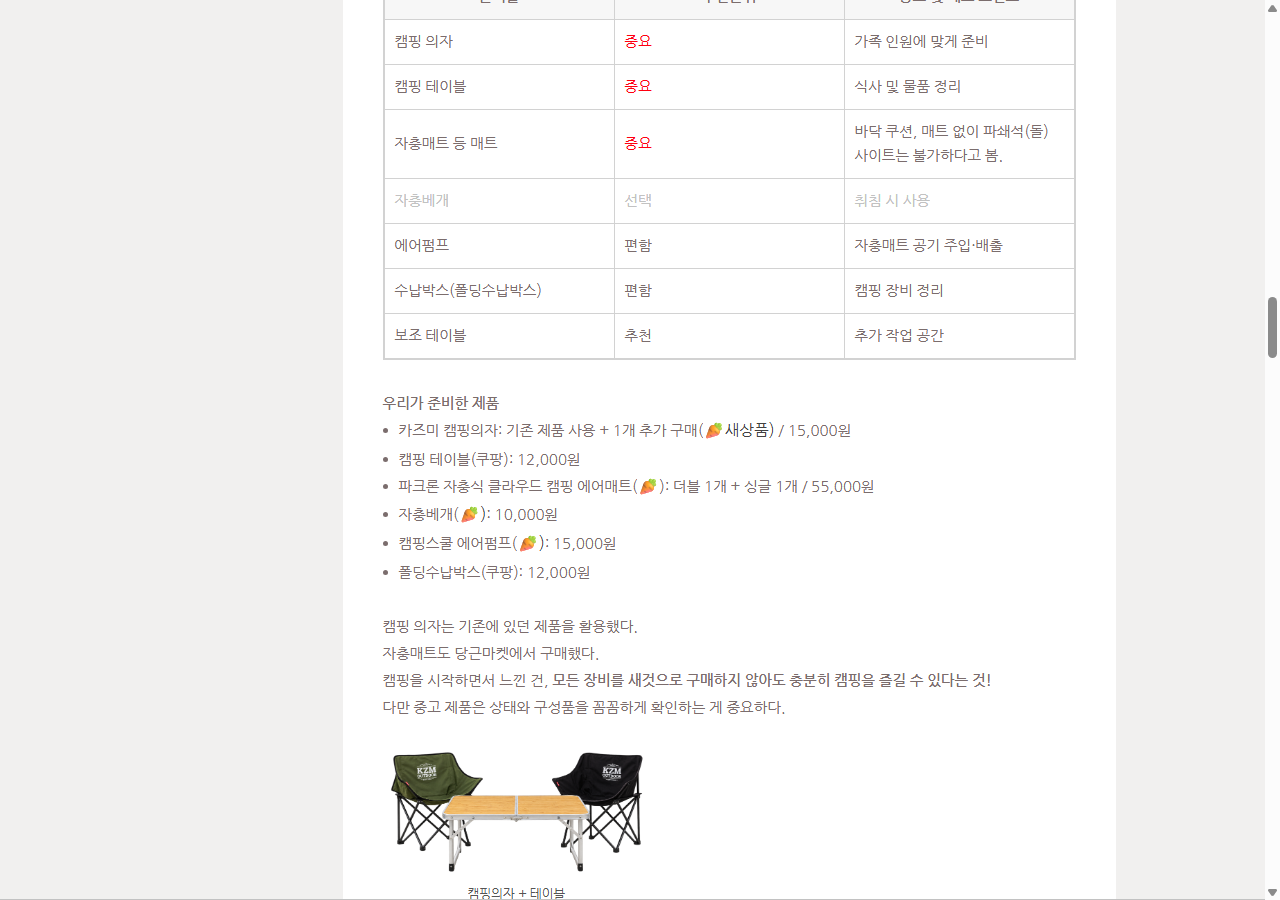 캠핑 의자 중요 가족 인원에 맞게 준비
캠핑 테이블 중요 식사 및 물품 정리
자충매트 등 매트 중요 바닥 쿠션, 매트 없이 파쇄석(돌)
사이트는 불가하다고 봄.
자충베개 선택 취침 시 사용
에어펌프 편함 자충매트 공기 주입·배출
수납박스(폴딩수납박스) 편함 캠핑 장비 정리
보조 테이블 추천 추가 작업 공간
우리가 준비한 제품
• 카즈미 캠핑의자: 기존 제품 사용 + 1개 추가 구매(🥕새상품) / 15,000원
• 캠핑 테이블(쿠팡): 12,000원
• 파크론 자충식 클라우드 캠핑 에어매트(🥕): 더블 1개 + 싱글 1개 / 55,000원
• 자충베개(🥕): 10,000원
• 캠핑스쿨 에어펌프(🥕): 15,000원
• 폴딩수납박스(쿠팡): 12,000원
캠핑 의자는 기존에 있던 제품을 활용했다.
자충매트도 당근마켓에서 구매했다.
캠핑을 시작하면서 느낀 건, 모든 장비를 새것으로 구매하지 않아도 충분히 캠핑을 즐길 수 있다는 것!
다만 중고 제품은 상태와 구성품을 꼼꼼하게 확인하는 게 중요하다.
KZM OUTDOOR
KZM OUTDOOR
캠핑의자 + 테이블